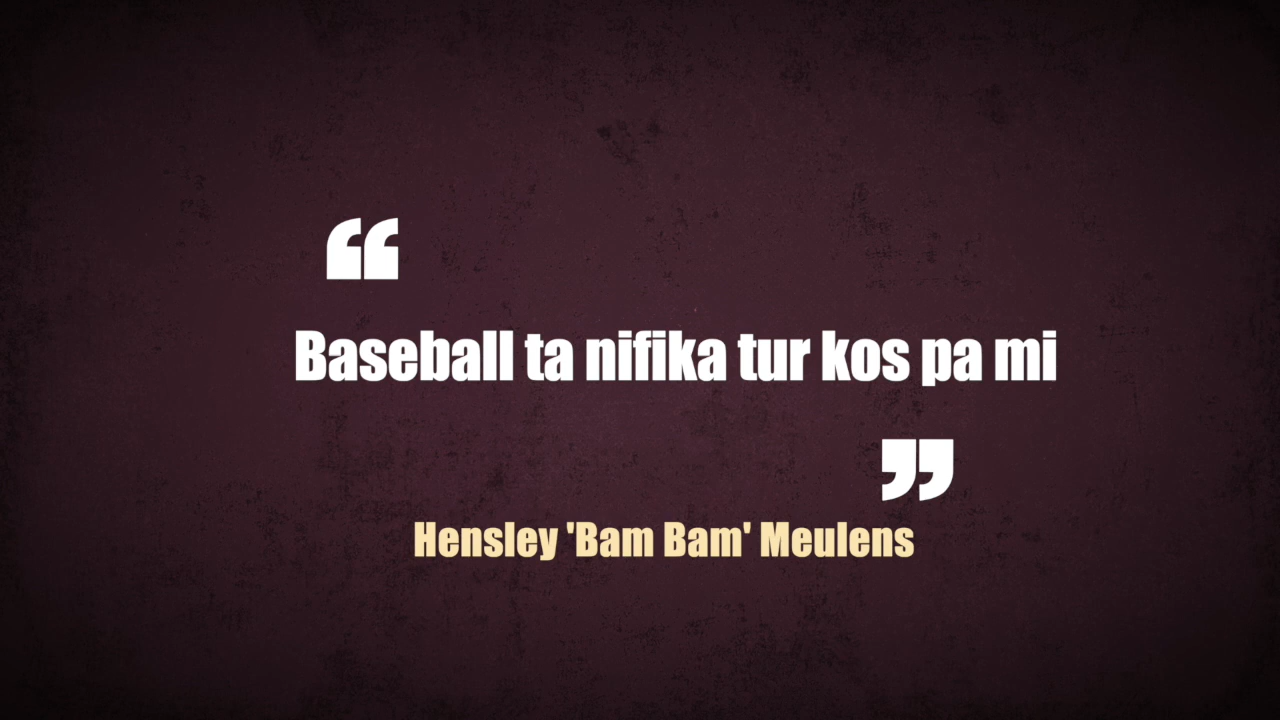 “
Baseball ta nifika tur kos pa mi
”
Hensley 'Bam Bam' Meulens